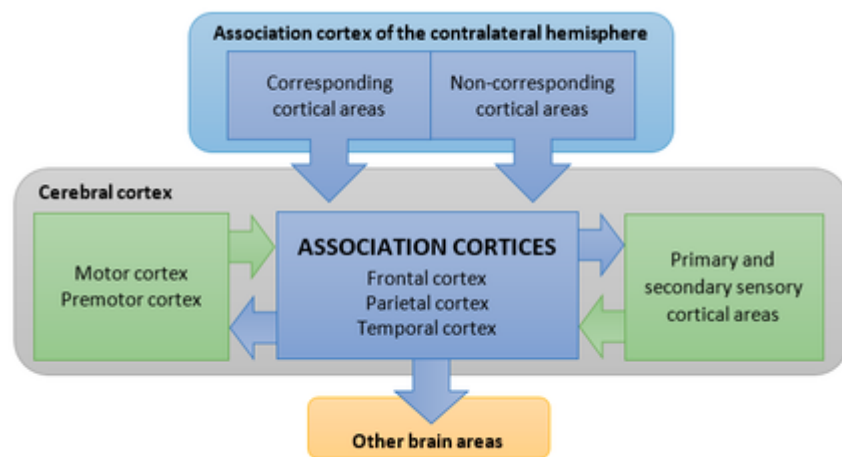 Association cortex of the contralateral hemisphere
Corresponding
cortical areas
Non-corresponding
cortical areas
Cerebral cortex
Motor cortex
Premotor cortex
ASSOCIATION CORTICES
Frontal cortex
Parietal cortex
Temporal cortex
Primary and
secondary sensory
cortical areas
Other brain areas